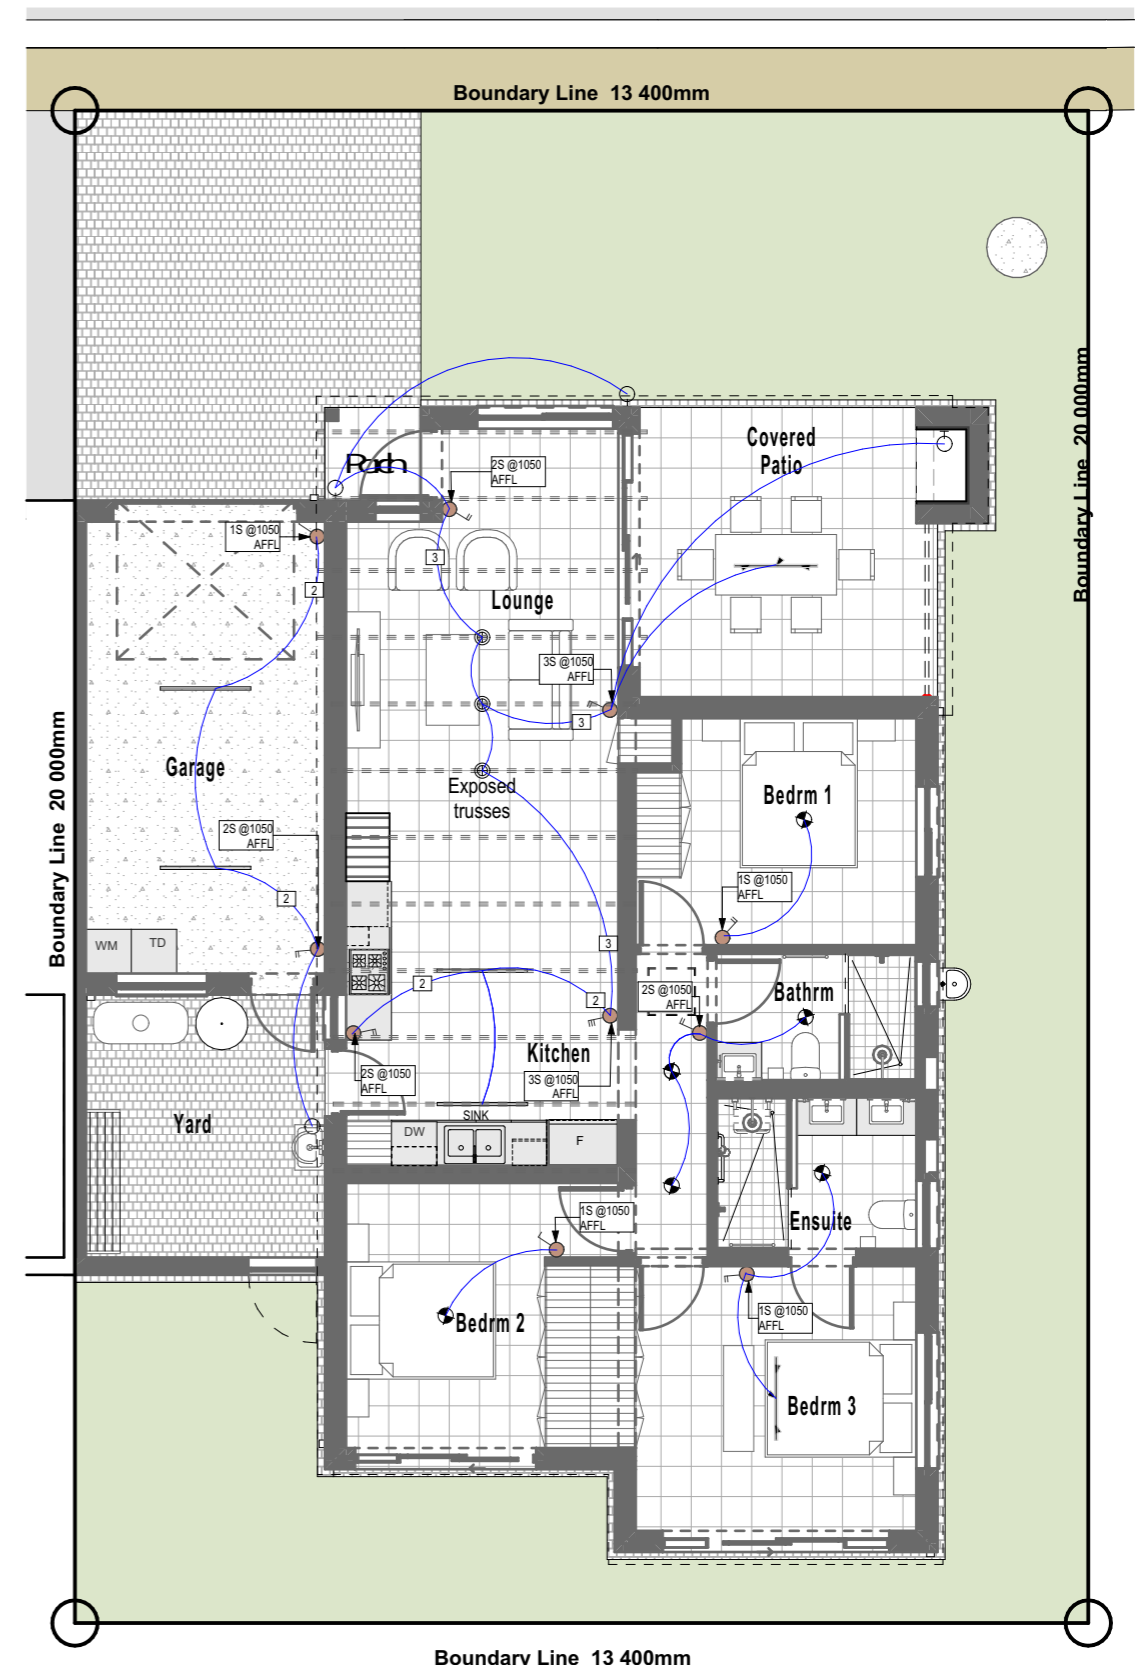 Boundary Line 13 400mm
Boundary Line 20 000mm
Covered
Patio
2S @1050
AFFL
1S @1050
AFFL
3
2
Lounge
3S @1050
AFFL
3
Boundary Line 20 000mm
Garage
Exposed
trusses
Bedrm 1
2S @1050
AFFL
1S @1050
AFFL
2
WM
TD
3
2
2
2S @1050
AFFL
Bathrm
Kitchen
2S @1050
AFFL
3S @1050
AFFL
Yard
SINK
DW
F
1S @1050
AFFL
Ensuite
Bedrm 2
1S @1050
AFFL
Bedrm 3
Boundary Line 13 400mm